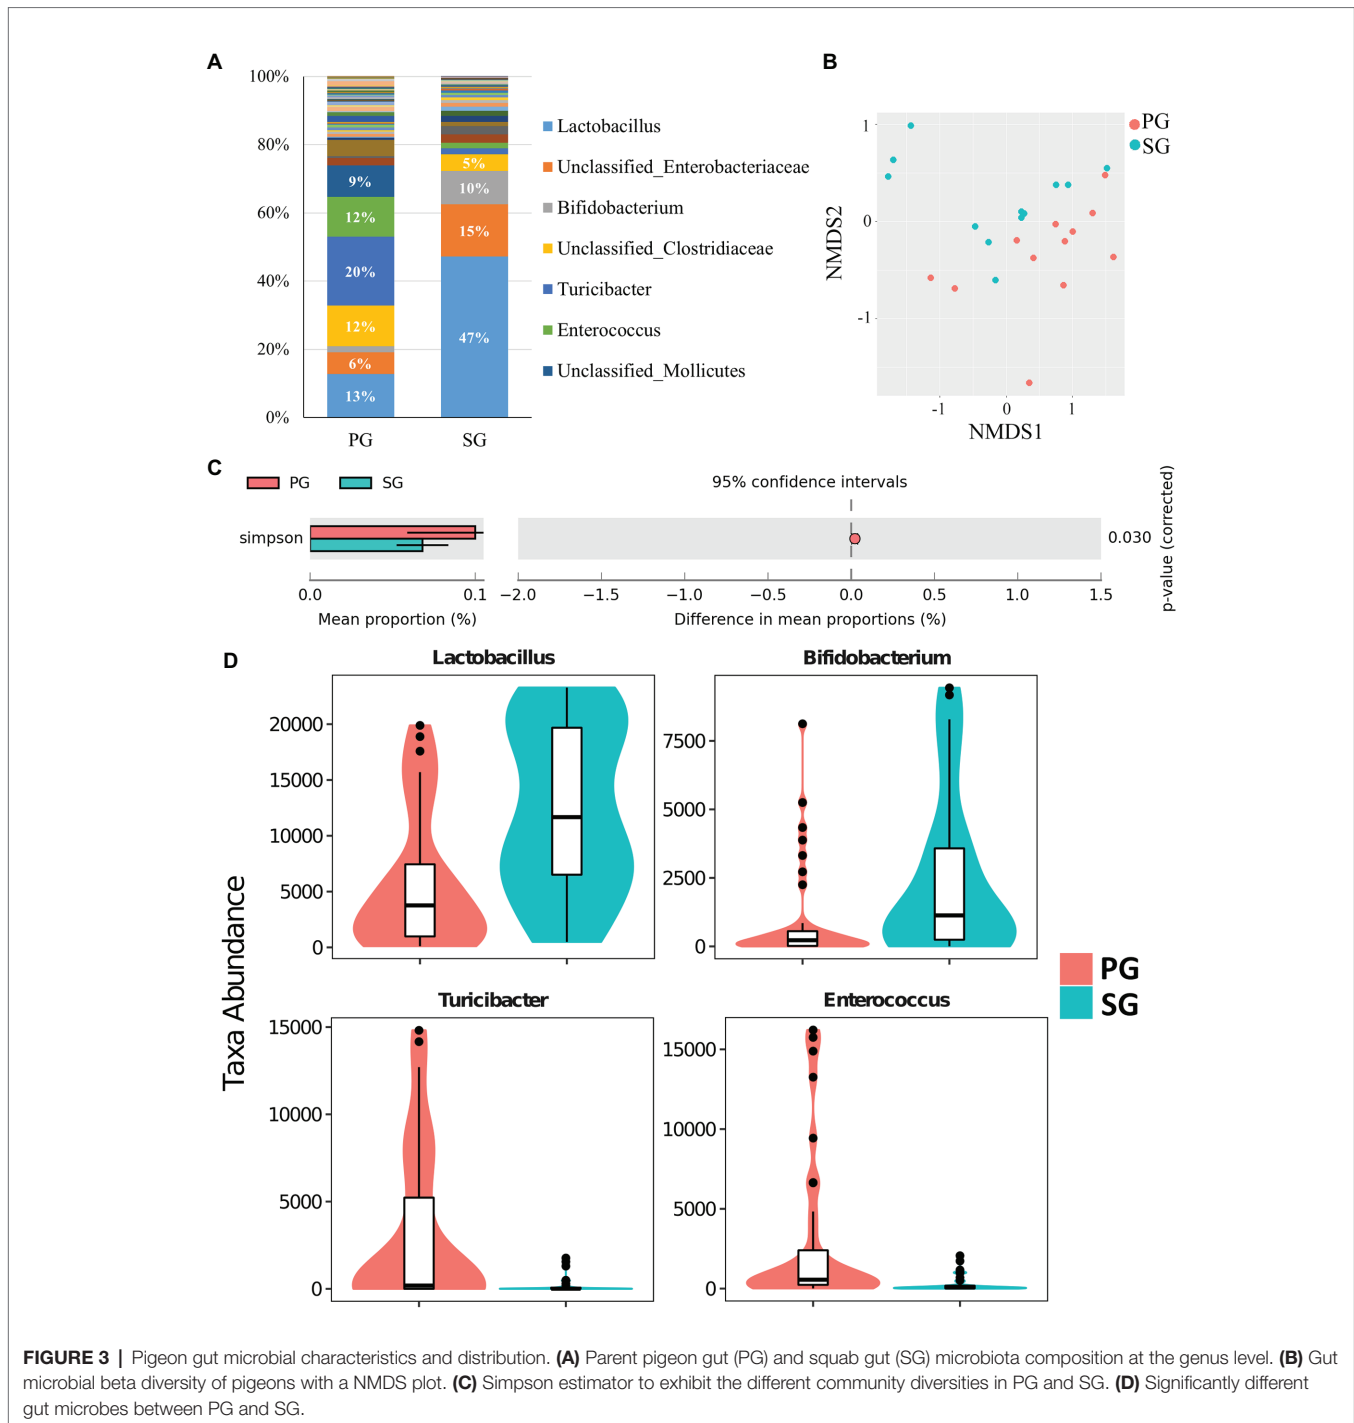 A
100%
80%
60%
40%
20%
0%
9%
12%
20%
12%
6%
13%
5%
10%
15%
47%
PG SG
Lactobacillus
Unclassified_Enterobacteriaceae
Bifidobacterium
Unclassified_Clostridiaceae
Turicibacter
Enterococcus
Unclassified_Mollicutes
B
PG
SG
1
0
-1
NMDS2
-1 0 1
NMDS1
C
PG SG
95% confidence intervals
simpson
0.030
p-value (corrected)
0.0 0.1 −2.0 −1.5 −1.0 −0.5 0.0 0.5 1.0 1.5
Mean proportion (%) Difference in mean proportions (%)
D
Taxa Abundance
Lactobacillus
20000
15000
10000
5000
0
Bifidobacterium
7500
5000
2500
0
Turicibacter
15000
10000
5000
0
Enterococcus
15000
10000
5000
0
PG
SG
FIGURE 3 | Pigeon gut microbial characteristics and distribution. (A) Parent pigeon gut (PG) and squab gut (SG) microbiota composition at the genus level. (B) Gut
microbial beta diversity of pigeons with a NMDS plot. (C) Simpson estimator to exhibit the different community diversities in PG and SG. (D) Significantly different
gut microbes between PG and SG.